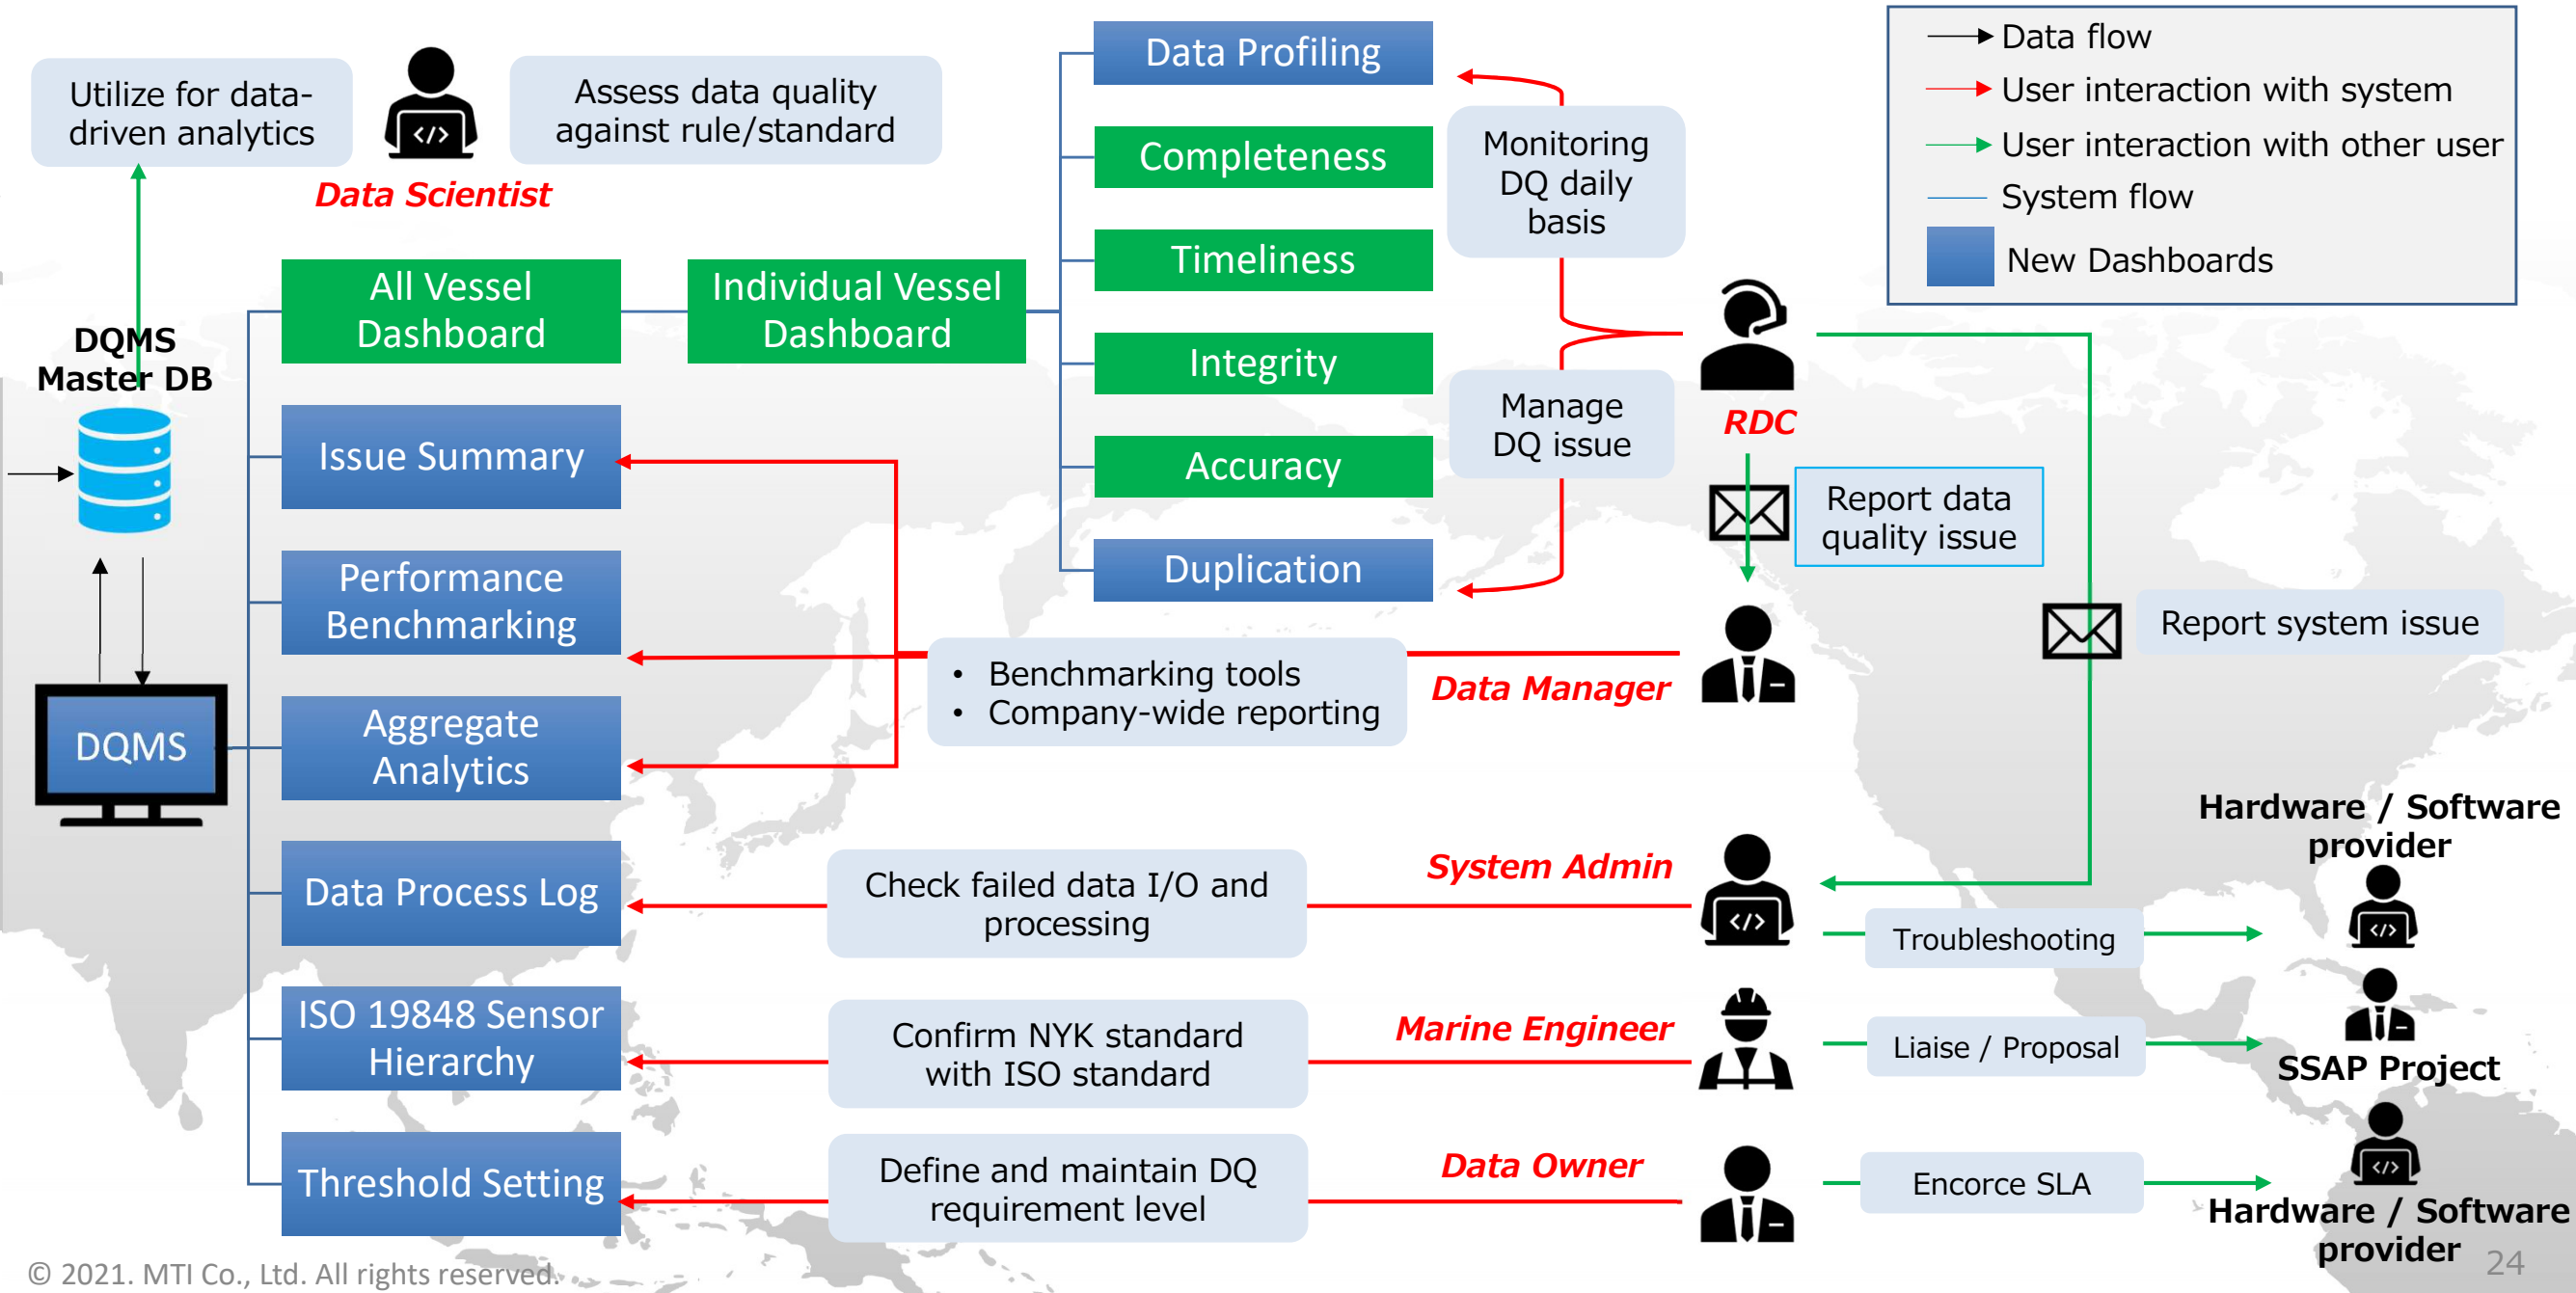 Utilize for data-
driven analytics
</>
Data Scientist
Assess data quality
against rule/standard
DQMS
Master DB
DQMS
All Vessel
Dashboard
Individual Vessel
Dashboard
Issue Summary
Performance
Benchmarking
Aggregate
Analytics
Data Process Log
ISO 19848 Sensor
Hierarchy
Threshold Setting
Data Profiling
Completeness
Timeliness
Integrity
Accuracy
Duplication
Monitoring
DQ daily
basis
Manage
DQ issue
RDC
Report data
quality issue
Report system issue
• Benchmarking tools
• Company-wide reporting
Data Manager
Check failed data I/O and
processing
System Admin
</>
Troubleshooting
Hardware / Software
provider
</>
Confirm NYK standard
with ISO standard
Marine Engineer
Liaise / Proposal
SSAP Project
Define and maintain DQ
requirement level
Data Owner
Encorce SLA
</>
Hardware / Software
provider
Data flow
User interaction with system
User interaction with other user
System flow
New Dashboards
© 2021. MTI Co., Ltd. All rights reserved.
24